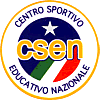 CENTRO SPORTIVO
csen
EDUCATIVO NAZIONALE